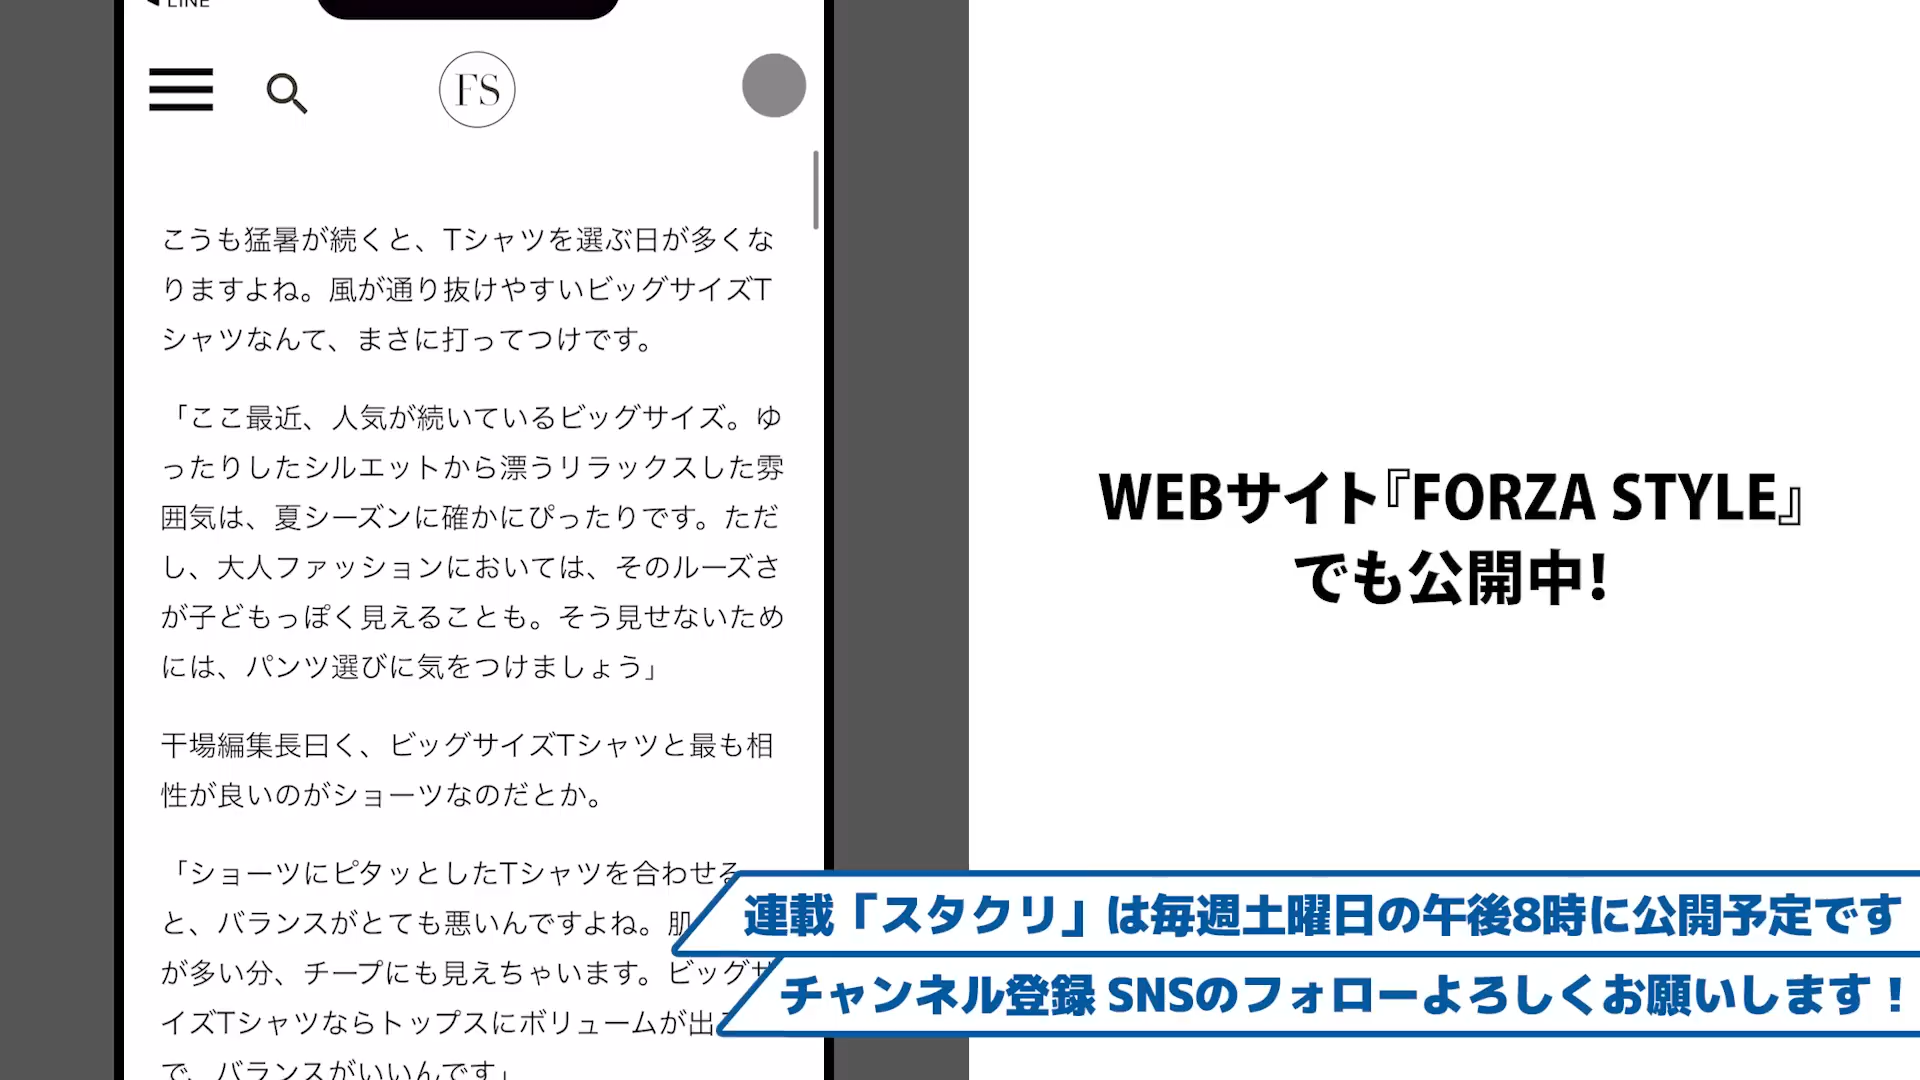 LINE
FS
こうも猛暑が続くと、Tシャツを選ぶ日が多くな
りますよね。風が通り抜けやすいビッグサイズT
シャツなんて、まさに打ってつけです。
「ここ最近、人気が続いているビッグサイズ。ゆ
ったりしたシルエットから漂うリラックスした雰
囲気は、夏シーズンに確かにぴったりです。ただ
し、大人ファッションにおいては、そのルーズさ
が子どもっぽく見えることも。そう見せないため
には、パンツ選びに気をつけましょう」
干場編集長曰く、ビッグサイズTシャツと最も相
性が良いのがショーツなのだとか。
「ショーツにピタッとしたTシャツを合わせる
と、バランスがとても悪いんですよね。肌
が多い分、チープにも見えちゃいます。ビッグサ
イズTシャツならトップスにボリュームが出
で、バランスがいいんです」
WEBサイト『FORZA STYLE』
でも公開中!
連載「スタクリ」は毎週土曜日の午後8時に公開予定です
チャンネル登録 SNSのフォローよろしくお願いします!